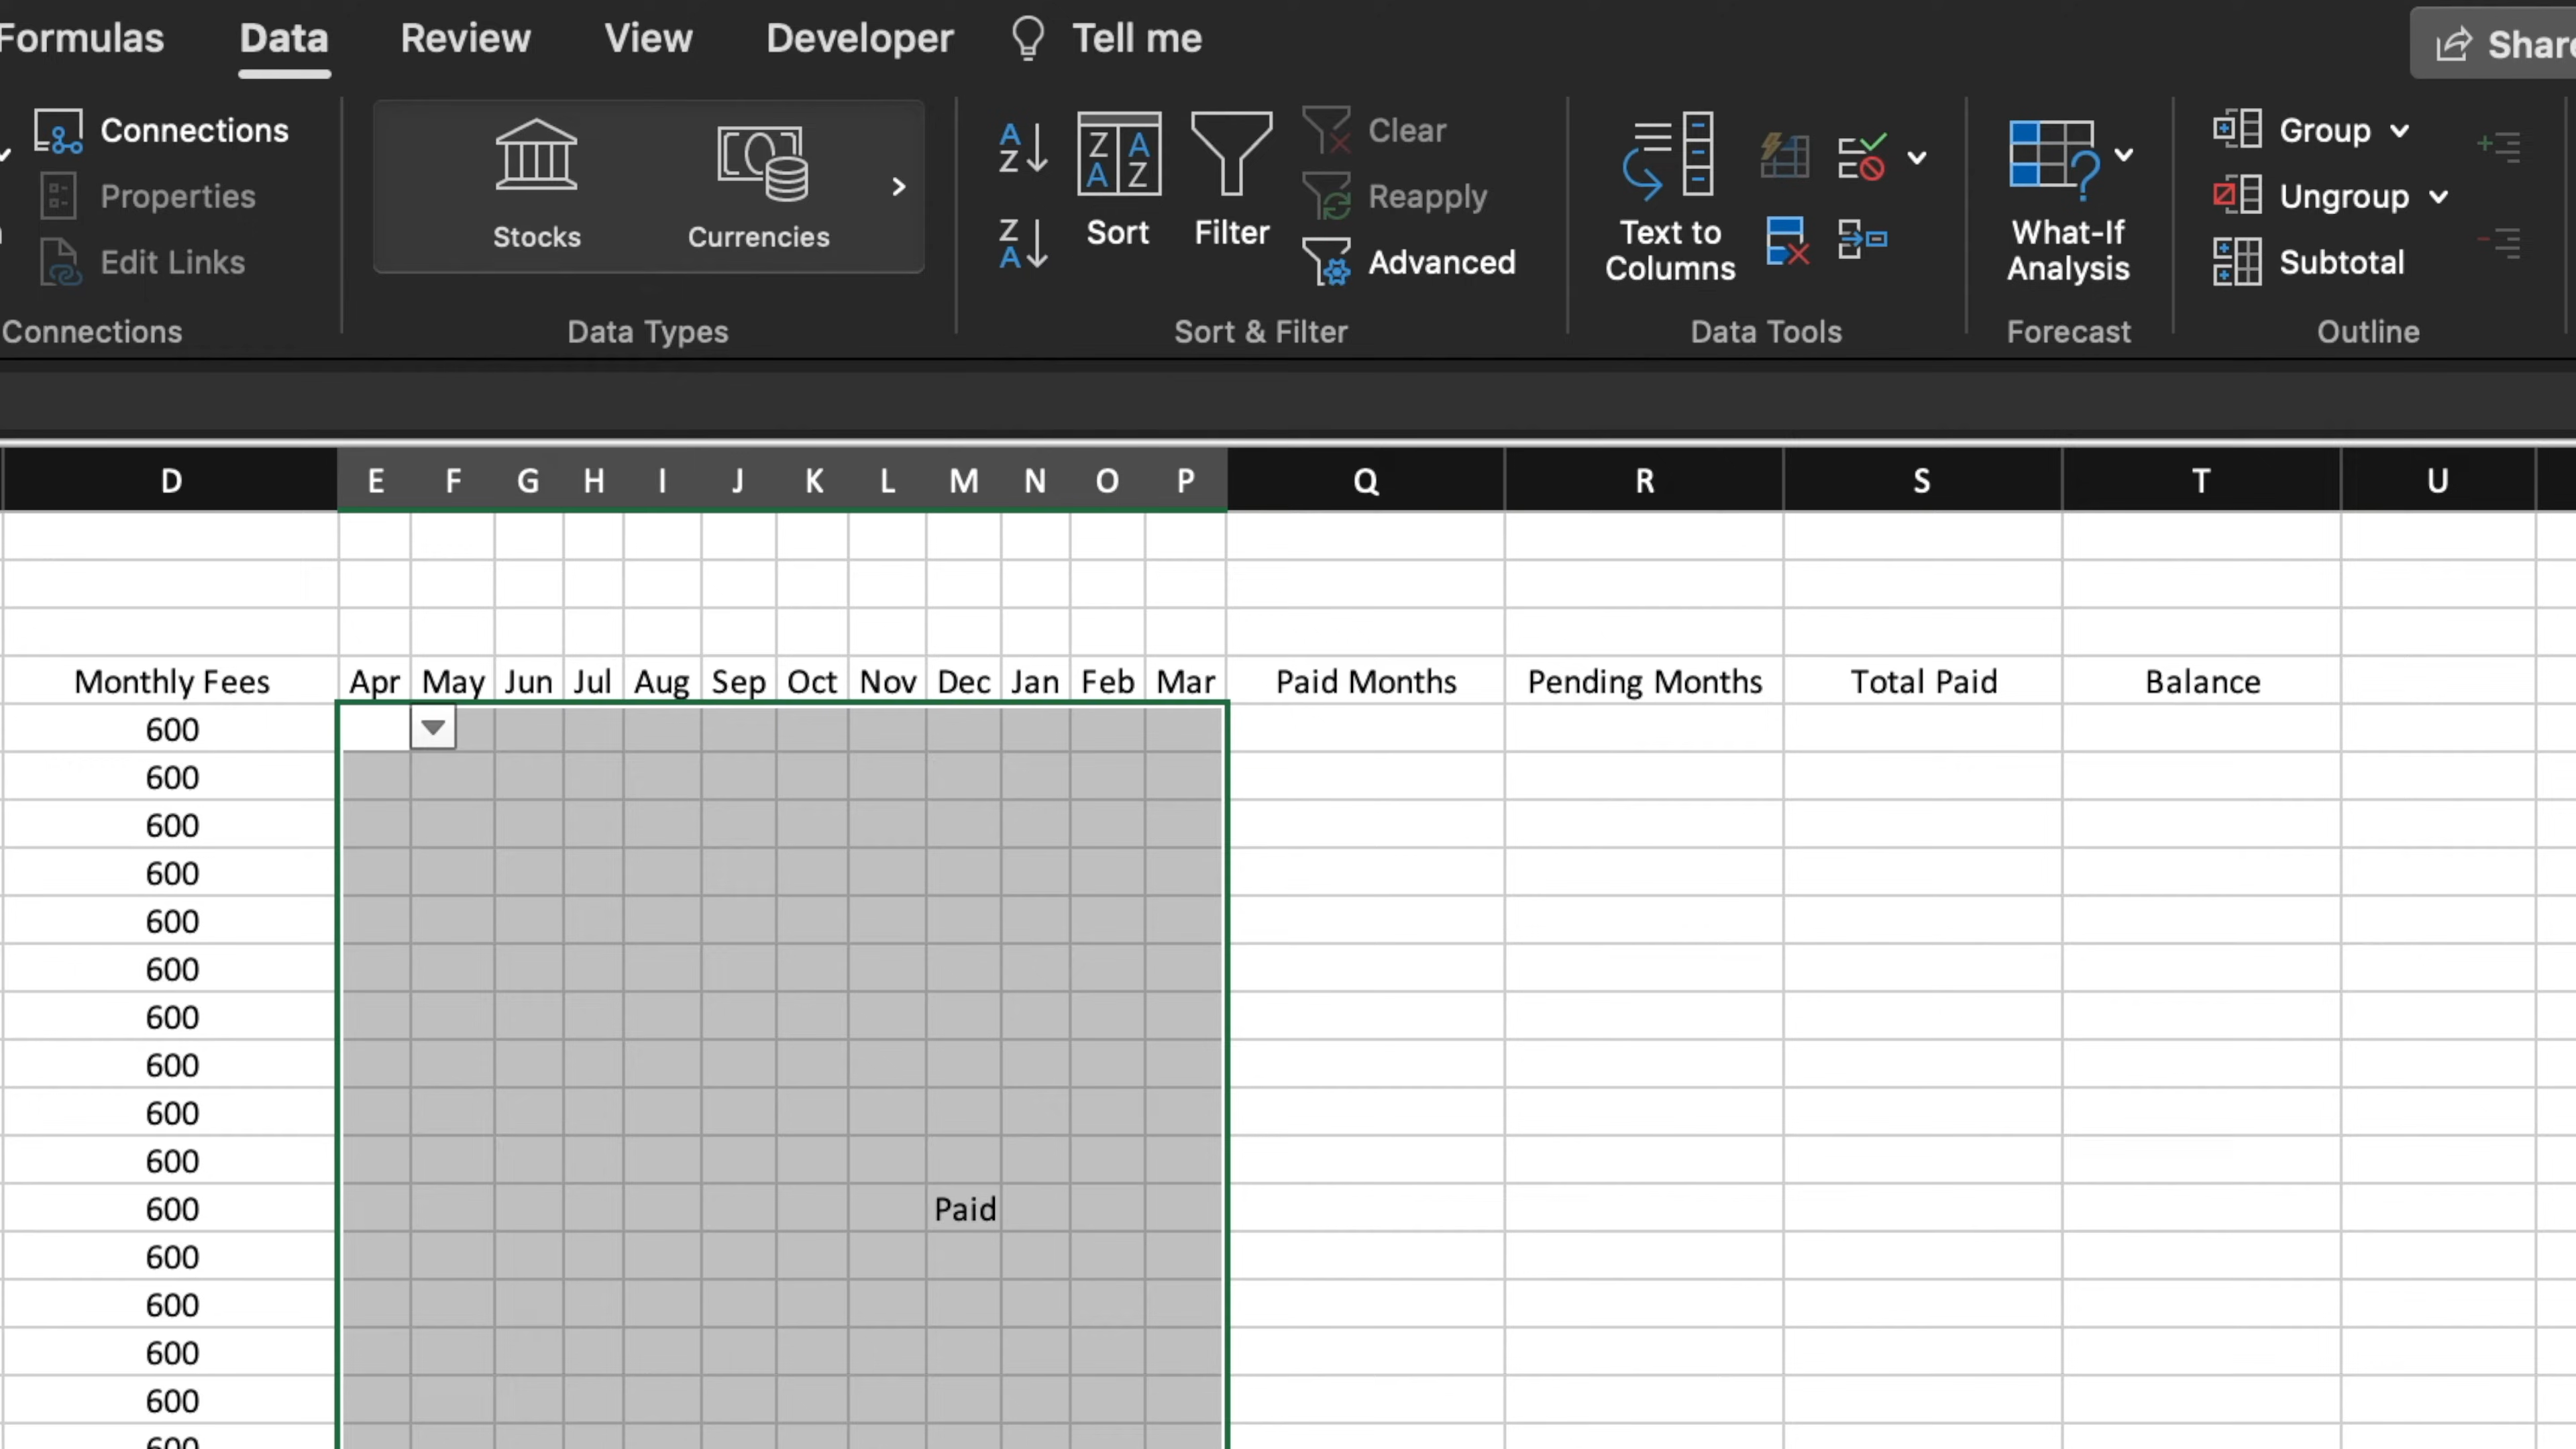 Formulas Data Review View Developer Tell me Share
Connections
Properties
Edit Links
Stocks Currencies
Sort Filter
Clear
Reapply
Advanced
Text to
Columns
What-If
Analysis
Group
Ungroup
Subtotal
Connections Data Types Sort & Filter Data Tools Forecast Outline
D E F G H I J K L M N O P Q R S T U
Monthly Fees Apr May Jun Jul Aug Sep Oct Nov Dec Jan Feb Mar Paid Months Pending Months Total Paid Balance
600
600
600
600
600
600
600
600
600
600
600 Paid
600
600
600
600
600